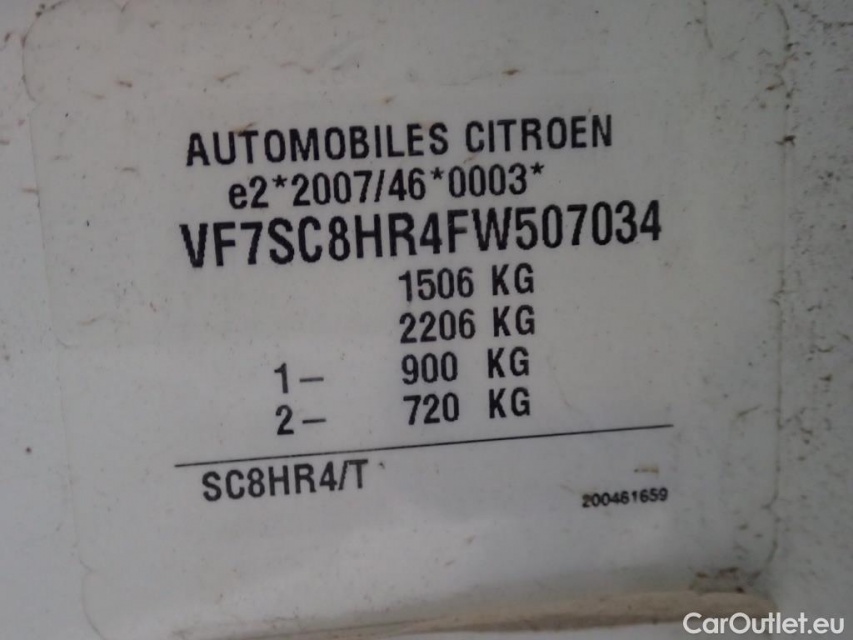 AUTOMOBILES CITROEN
e2*2007/46*0003*
VF7SC8HR4FW507034
1506 KG
2206 KG
1- 900 KG
2- 720 KG
SC8HR4/T
200461659
CarOutlet.eu